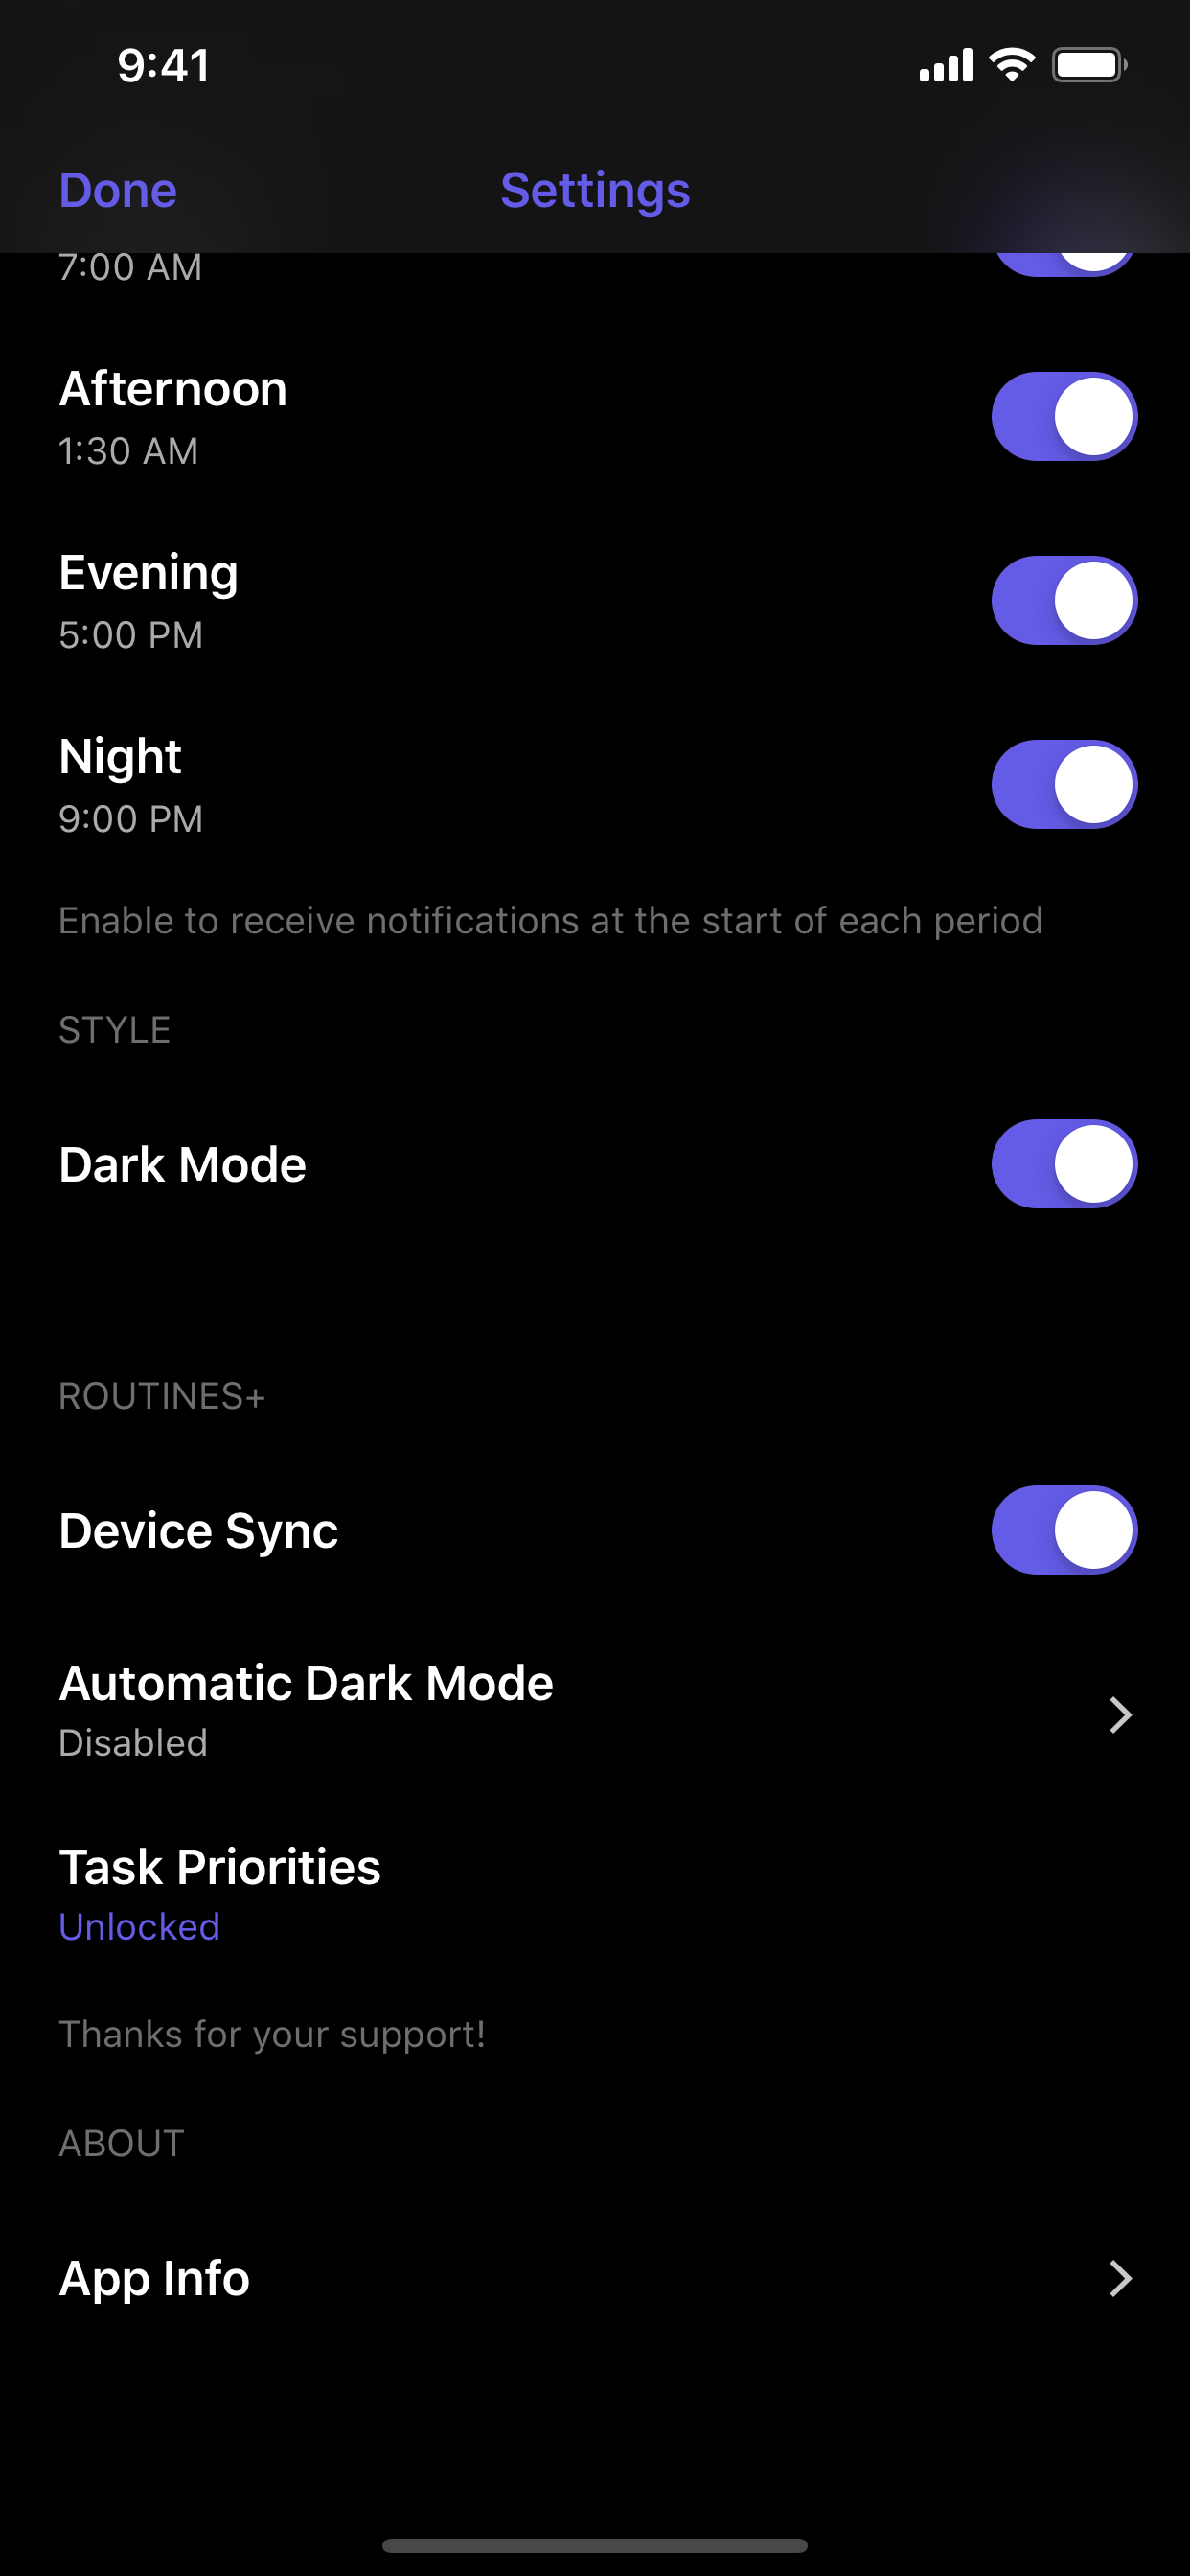 9:41
Done
Settings
7:00 AM
Afternoon
1:30 AM
Evening
5:00 PM
Night
9:00 PM
Enable to receive notifications at the start of each period
STYLE
Dark Mode
ROUTINES+
Device Sync
Automatic Dark Mode
Disabled
Task Priorities
Unlocked
Thanks for your support!
ABOUT
App Info